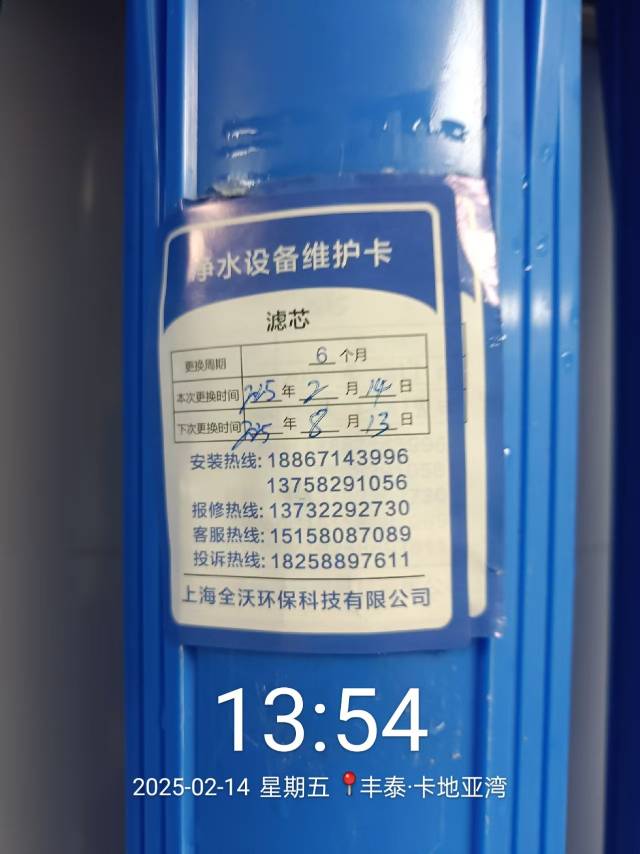 净水设备维护卡
滤芯
更换周期 6 个月
本次更换时间 2025 年 2 月 14 日
下次更换时间 2025 年 8 月 13 日
安装热线: 18867143996
13758291056
报修热线: 13732292730
客服热线: 15158087089
投诉热线: 18258897611
上海全沃环保科技有限公司
13:54
2025-02-14 星期五 丰泰·卡地亚湾